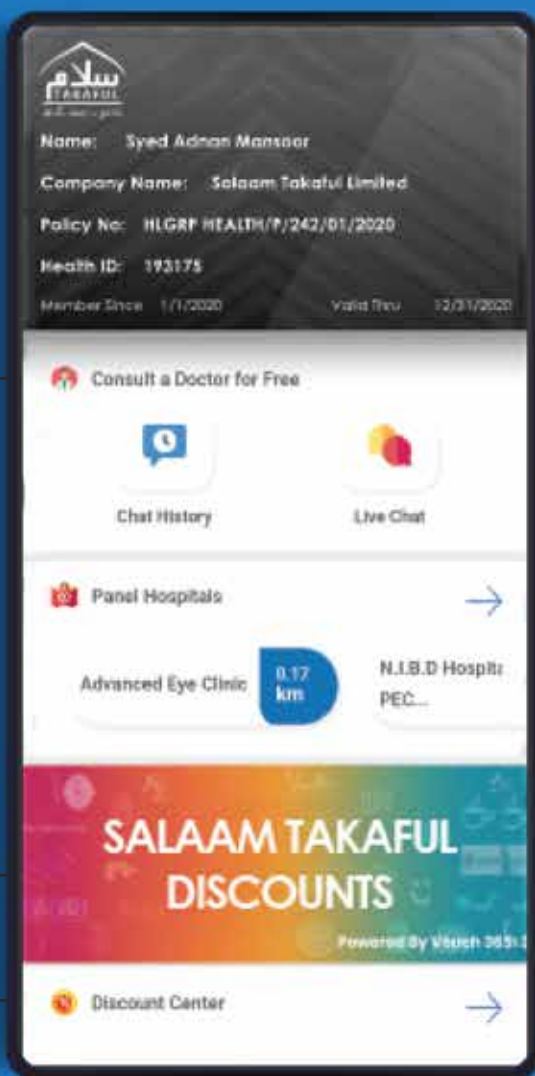 سلام
TAKAFUL
Name: Syed Adnan Mansoor
Company Name: Salaam Takaful Limited
Policy No: HLGRP HEALTH/P/242/01/2020
Health ID: 193175
Member Since 1/1/2020 Valid Thru 12/31/2020
Consult a Doctor for Free
Chat History Live Chat
Panel Hospitals
Advanced Eye Clinic 0.17 km
N.I.B.D Hospita
PEC...
SALAAM TAKAFUL
DISCOUNTS
Powered By Vouch 365
Discount Center